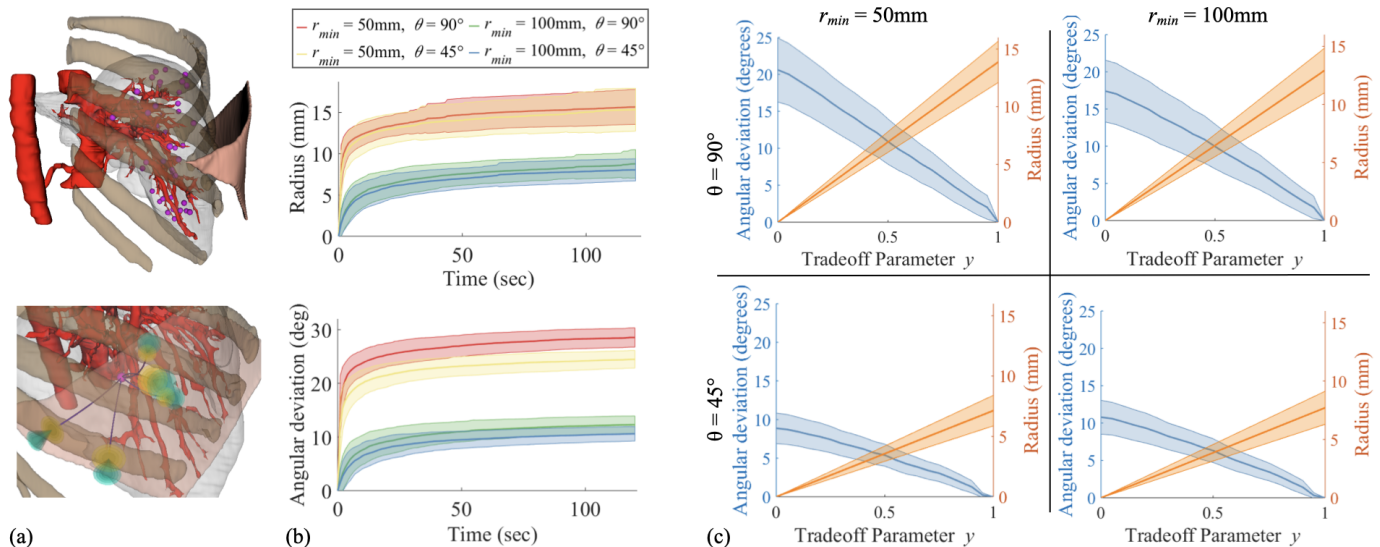 r_min = 50mm, θ = 90° r_min = 100mm, θ = 90°
r_min = 50mm, θ = 45° r_min = 100mm, θ = 45°
Radius (mm)
15
10
5
0
0 50 100
Time (sec)
Angular deviation (deg)
30
20
10
0
0 50 100
Time (sec)
(a)
(b)
(c)
r_min = 50mm
r_min = 100mm
θ = 90°
θ = 45°
Angular deviation (degrees)
25
20
15
10
5
0
0 0.5 1
Tradeoff Parameter y
15
10
5
0
Radius (mm)
Angular deviation (degrees)
25
20
15
10
5
0
0 0.5 1
Tradeoff Parameter y
15
10
5
0
Radius (mm)
Angular deviation (degrees)
25
20
15
10
5
0
0 0.5 1
Tradeoff Parameter y
15
10
5
0
Radius (mm)
Angular deviation (degrees)
25
20
15
10
5
0
0 0.5 1
Tradeoff Parameter y
15
10
5
0
Radius (mm)